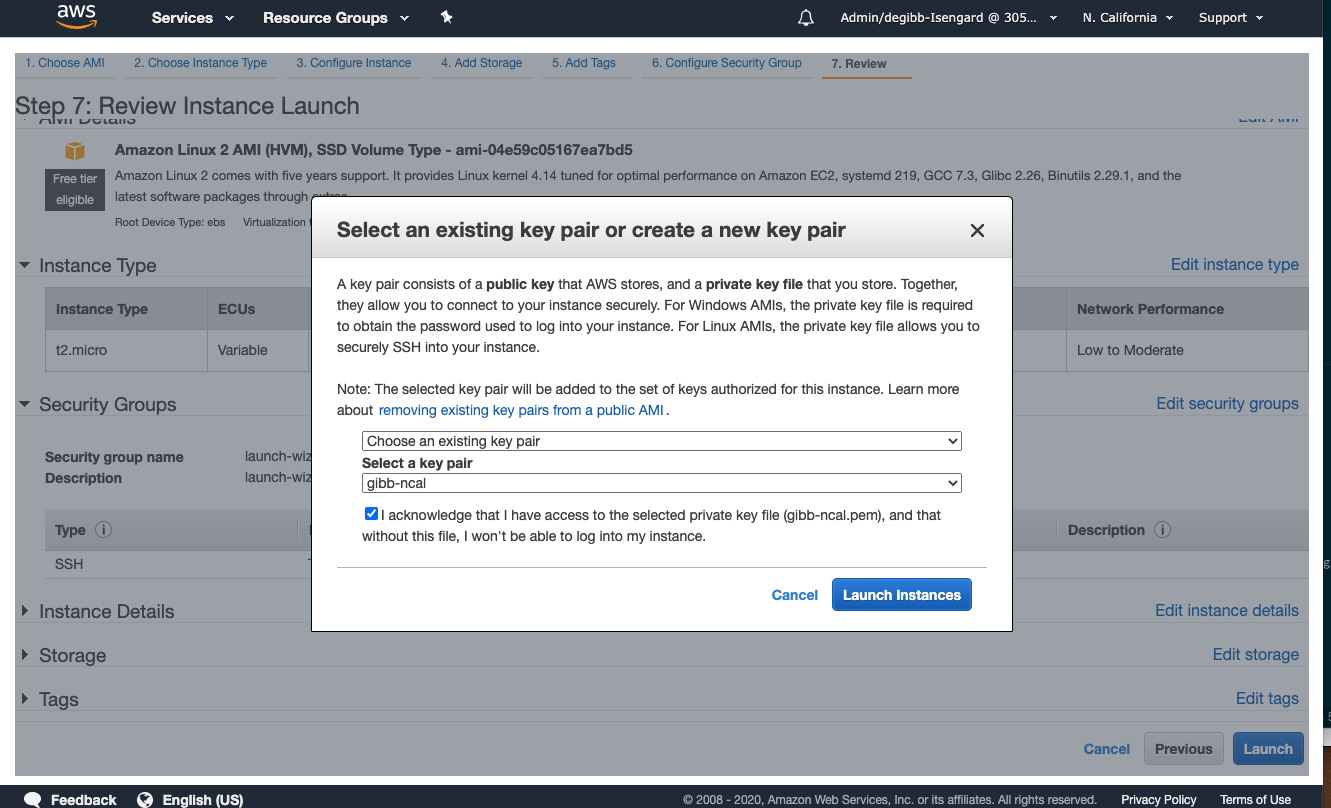 aws Services Resource Groups Admin/degibb-Isengard @ 305... N. California Support
1. Choose AMI 2. Choose Instance Type 3. Configure Instance 4. Add Storage 5. Add Tags 6. Configure Security Group 7. Review
Step 7: Review Instance Launch
AMI Details Edit AMI
Amazon Linux 2 AMI (HVM), SSD Volume Type - ami-04e59c05167ea7bd5
Free tier eligible
Amazon Linux 2 comes with five years support. It provides Linux kernel 4.14 tuned for optimal performance on Amazon EC2, systemd 219, GCC 7.3, Glibc 2.26, Binutils 2.29.1, and the
latest software packages through extras.
Root Device Type: ebs Virtualization
Select an existing key pair or create a new key pair
A key pair consists of a public key that AWS stores, and a private key file that you store. Together,
they allow you to connect to your instance securely. For Windows AMIs, the private key file is required
to obtain the password used to log into your instance. For Linux AMIs, the private key file allows you to
securely SSH into your instance.
Note: The selected key pair will be added to the set of keys authorized for this instance. Learn more
about removing existing key pairs from a public AMI.
Choose an existing key pair
Select a key pair
gibb-ncal
I acknowledge that I have access to the selected private key file (gibb-ncal.pem), and that
without this file, I won't be able to log into my instance.
Cancel Launch Instances
Instance Type Edit instance type
Instance Type ECUs Network Performance
t2.micro Variable Low to Moderate
Security Groups Edit security groups
Security group name launch-wiz
Description launch-wiz
Type Description
SSH
Instance Details Edit instance details
Storage Edit storage
Tags Edit tags
Cancel Previous Launch
Feedback English (US) © 2008 - 2020, Amazon Web Services, Inc. or its affiliates. All rights reserved. Privacy Policy Terms of Use